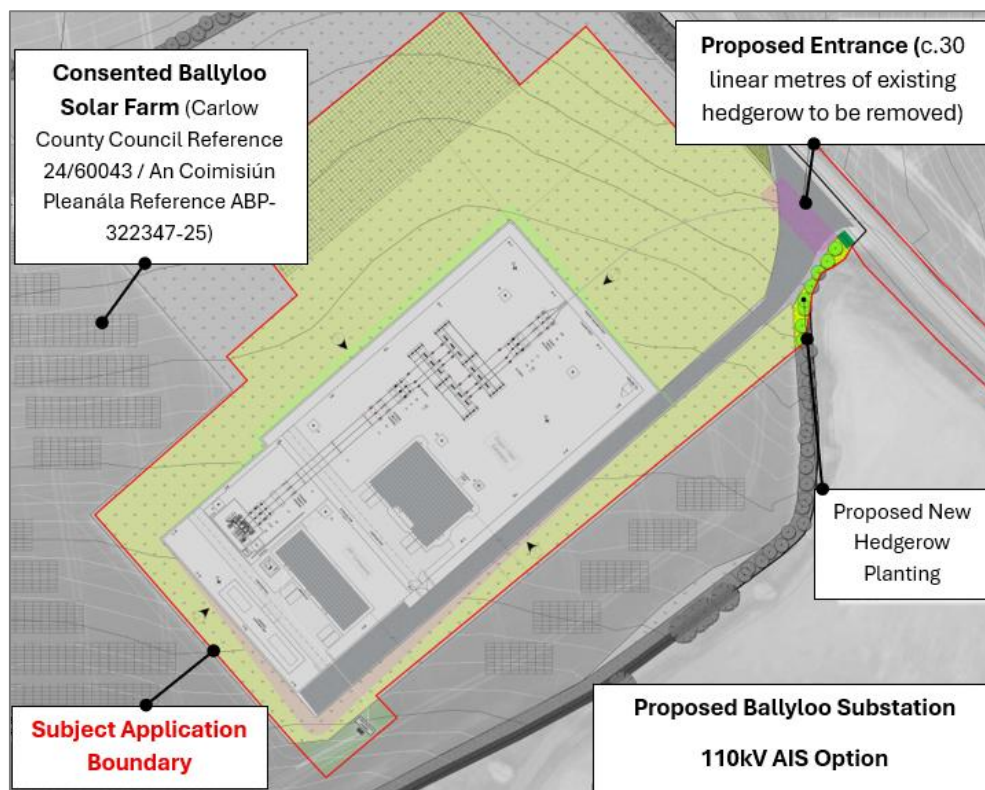 Consented Ballyloo
Solar Farm (Carlow
County Council Reference
24/60043 / An Coimisiún
Pleanála Reference ABP-
322347-25)
Proposed Entrance (c.30
linear metres of existing
hedgerow to be removed)
Proposed New
Hedgerow
Planting
Subject Application
Boundary
Proposed Ballyloo Substation
110kV AIS Option